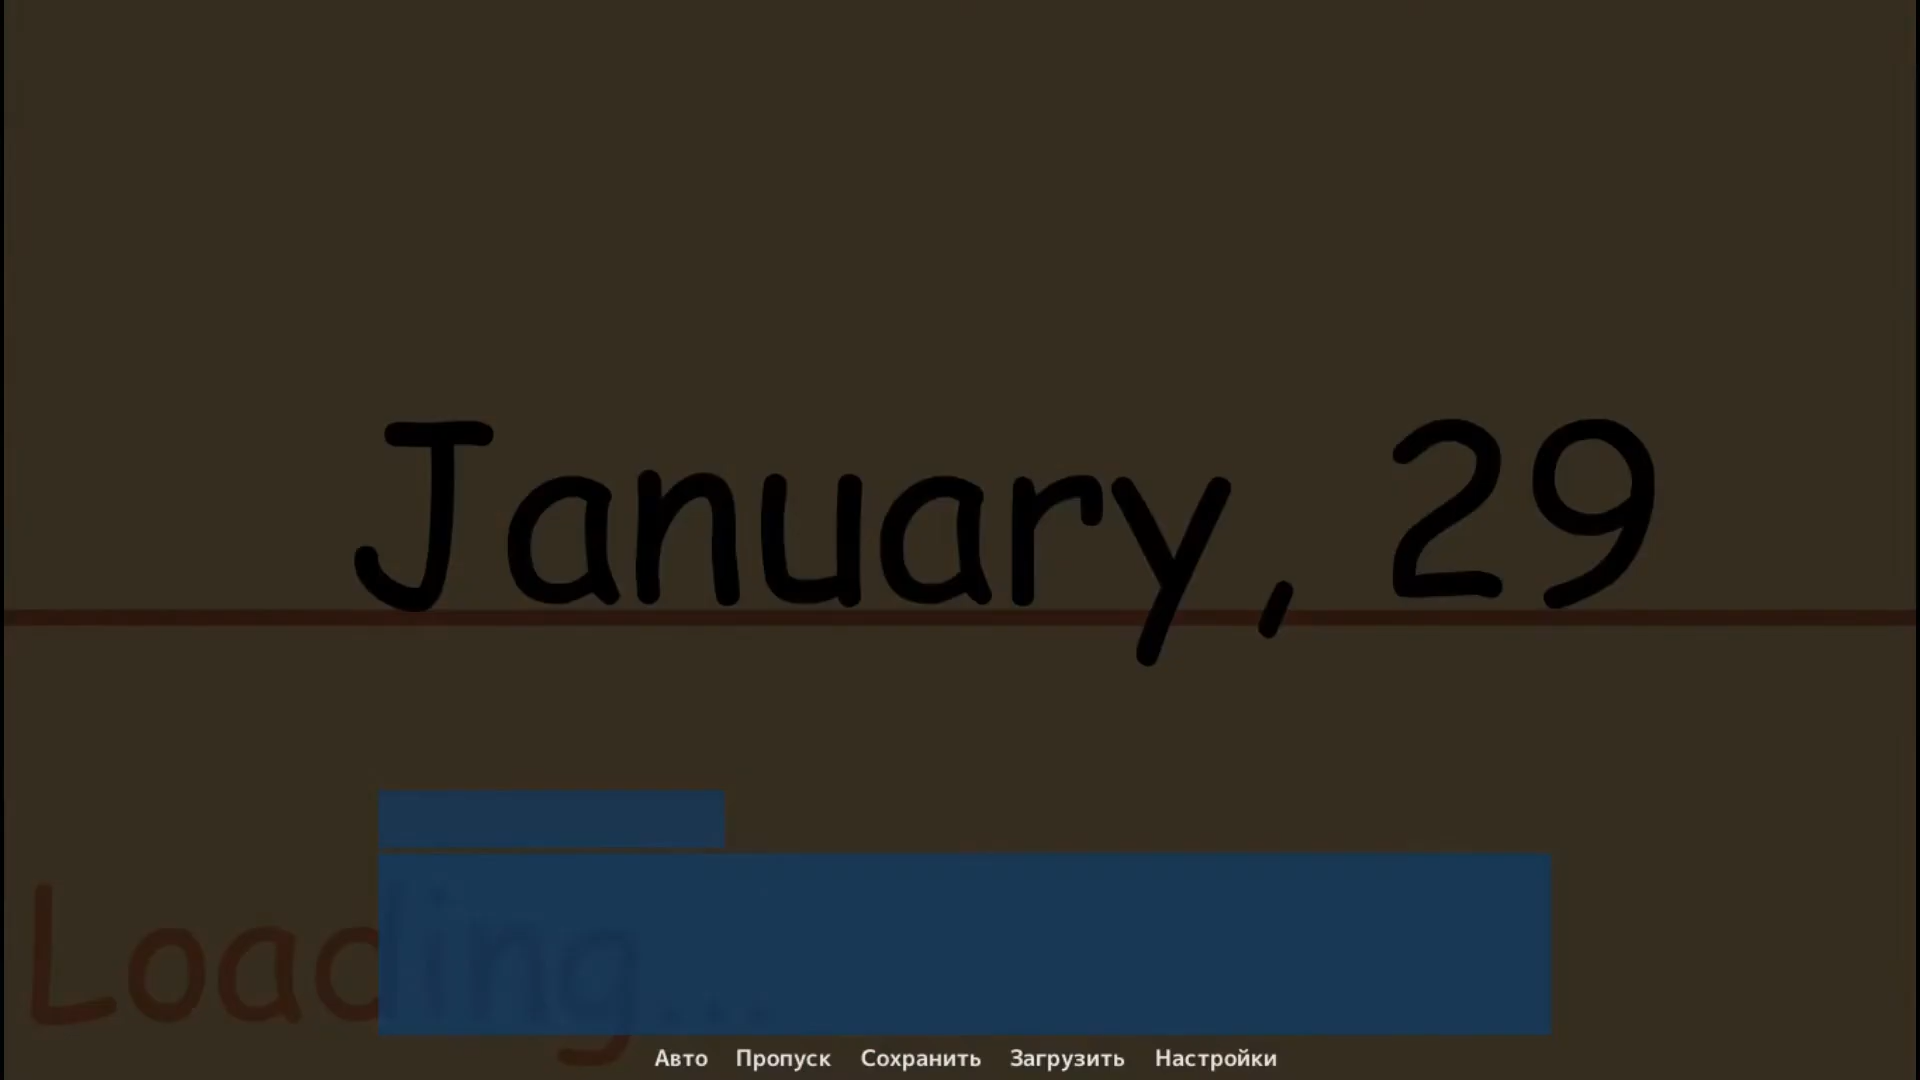 January, 29
Loading...
Авто Пропуск Сохранить Загрузить Настройки